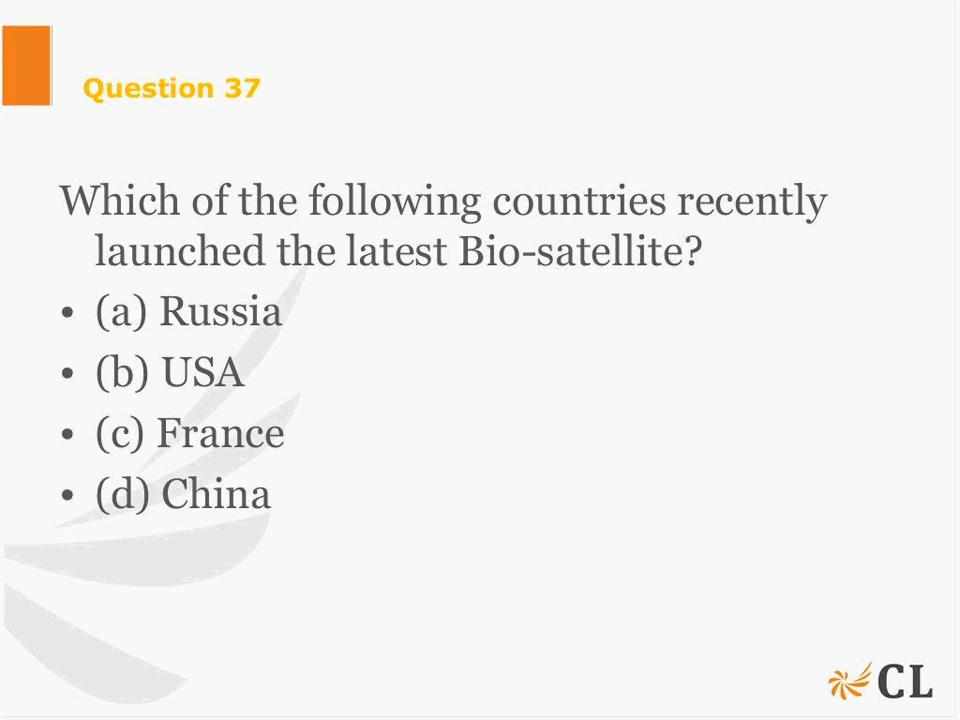 Question 37
Which of the following countries recently
launched the latest Bio-satellite?
• (a) Russia
• (b) USA
• (c) France
• (d) China
CL